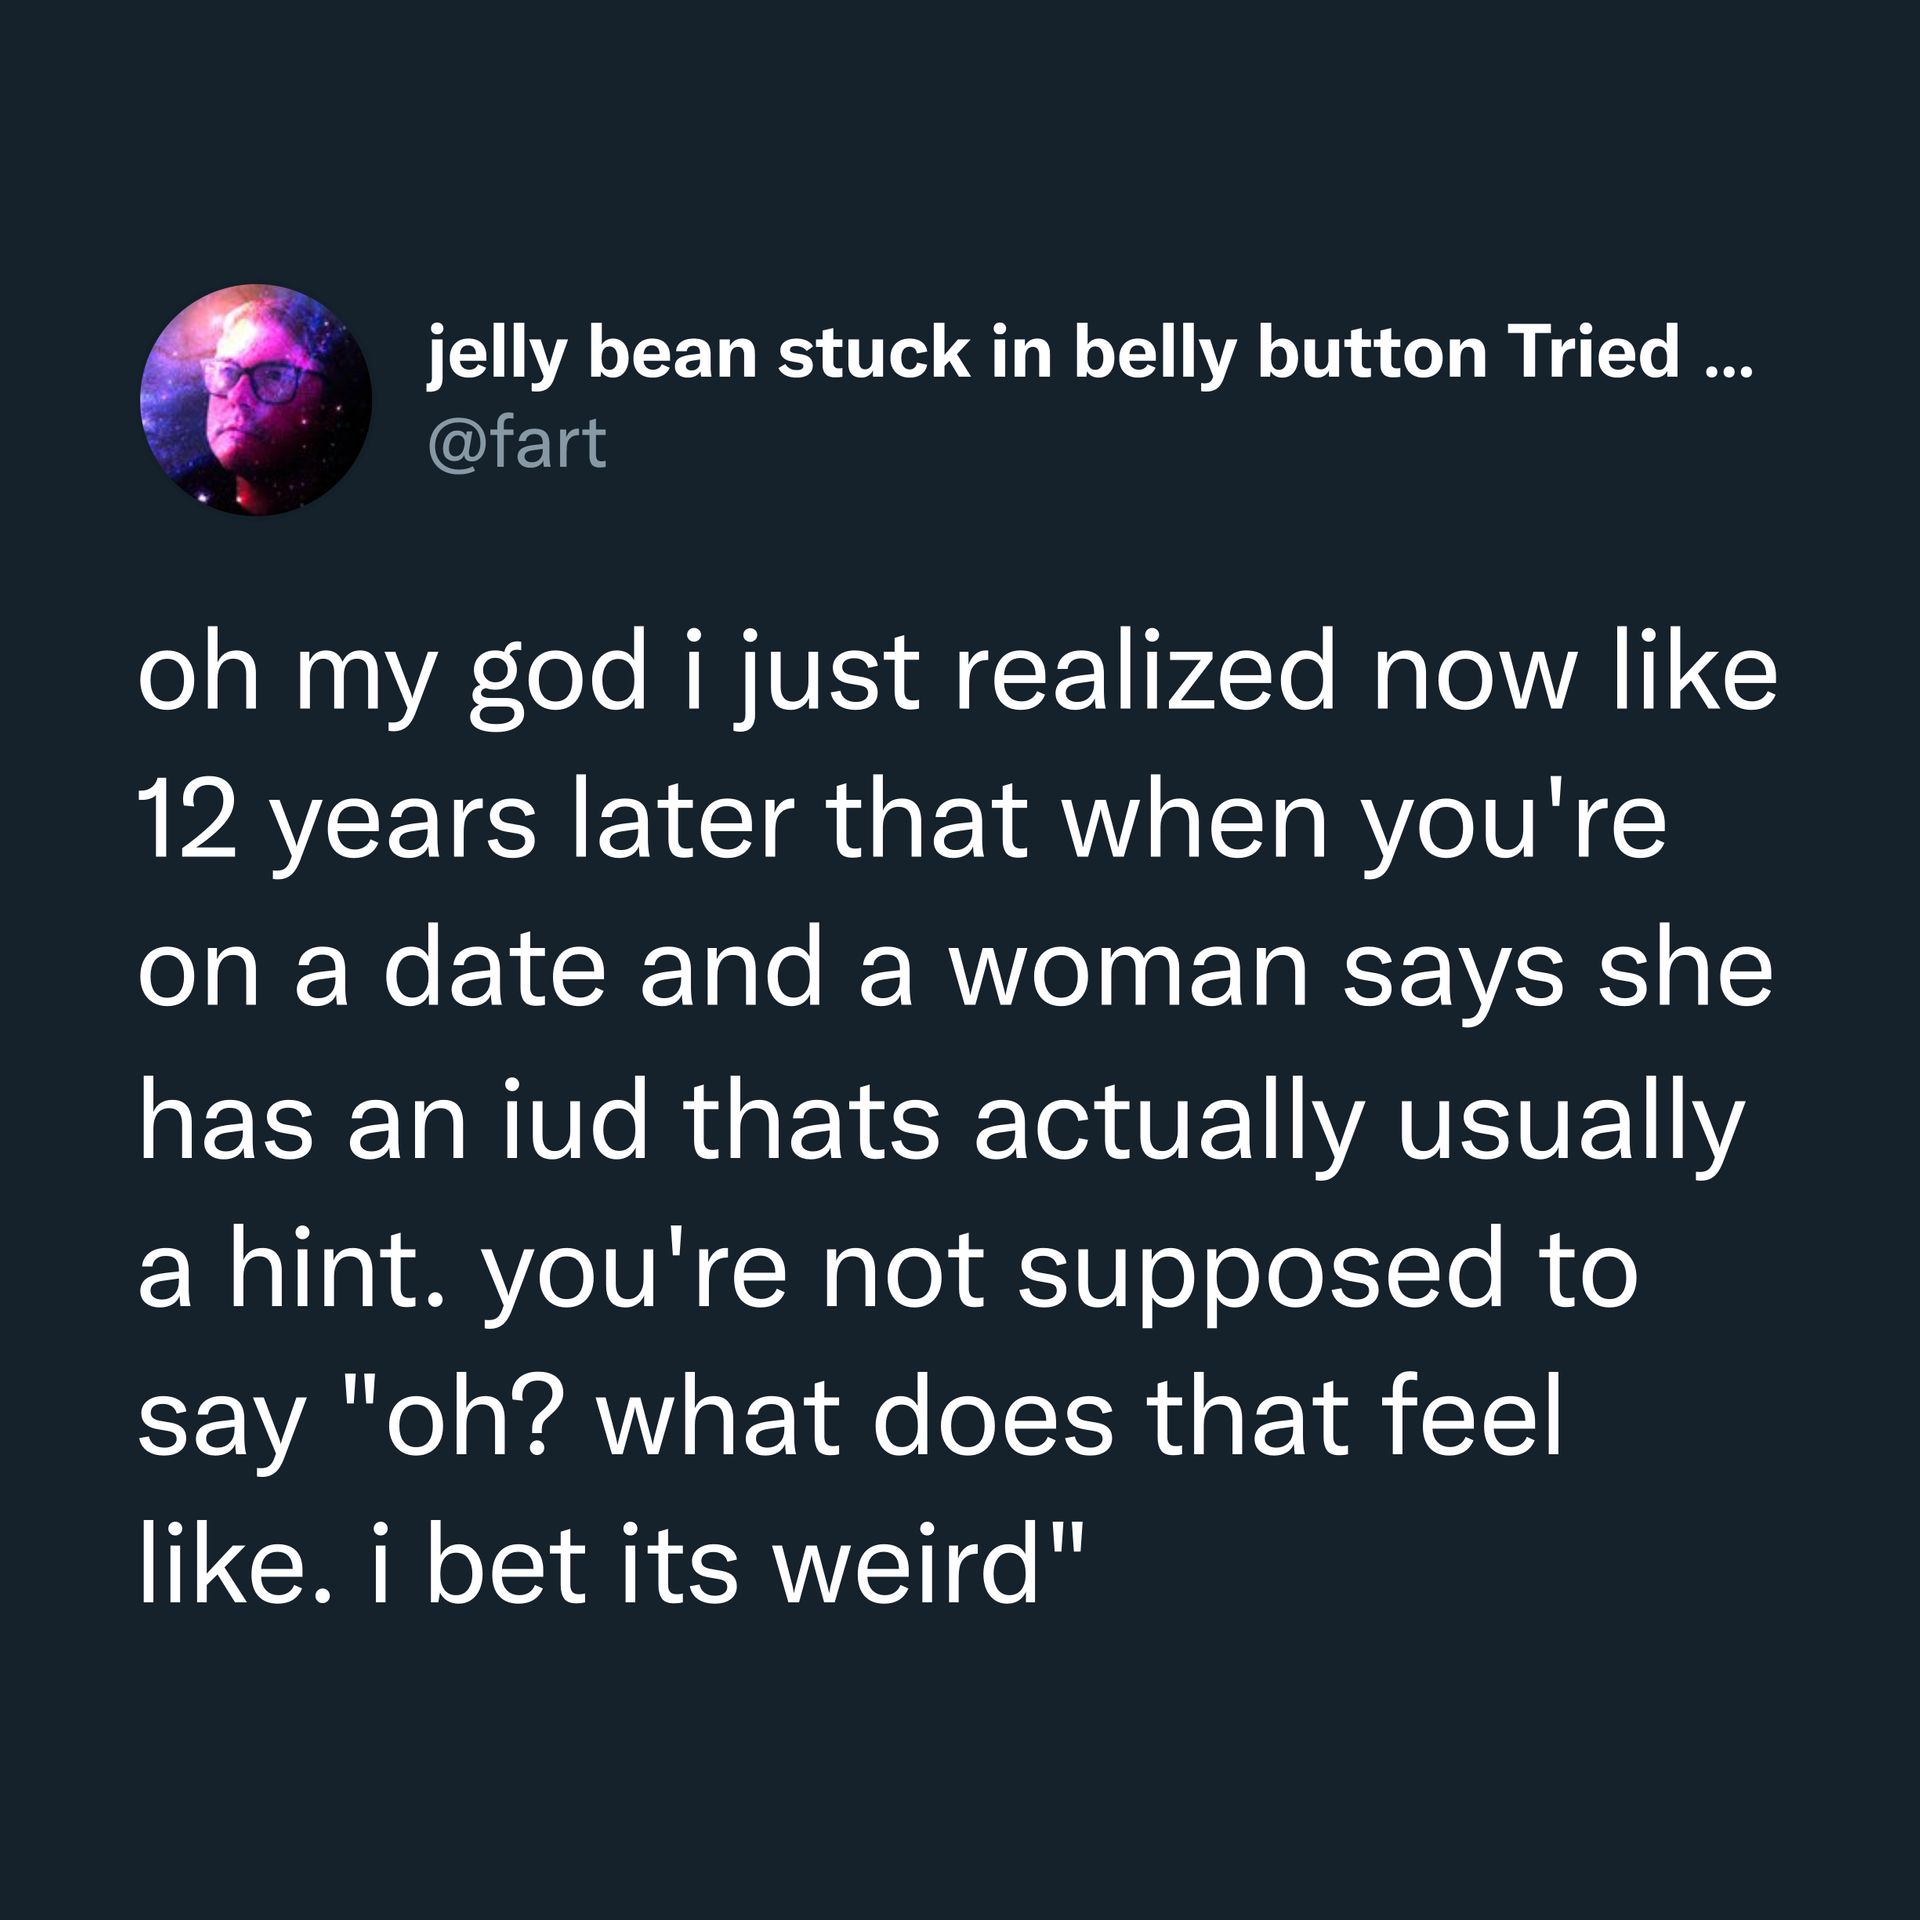 jelly bean stuck in belly button Tried ...
@fart
oh my god i just realized now like
12 years later that when you're
on a date and a woman says she
has an iud thats actually usually
a hint. you're not supposed to
say "oh? what does that feel
like. i bet its weird"